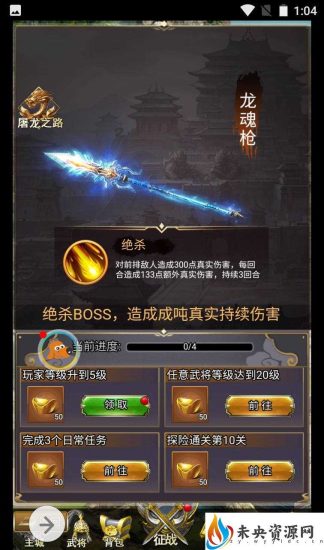 1:04
屠龙之路
龙魂枪
绝杀
对前排敌人造成300点真实伤害，每回
合造成133点额外真实伤害，持续3回合
绝杀BOSS，造成成吨真实持续伤害
当前进度:
0/4
玩家等级升到5级
任意武将等级达到20级
50
领取
50
前往
完成3个日常任务
探险通关第10关
50
前往
50
前往
主城
武将
背包
征战
未央资源网